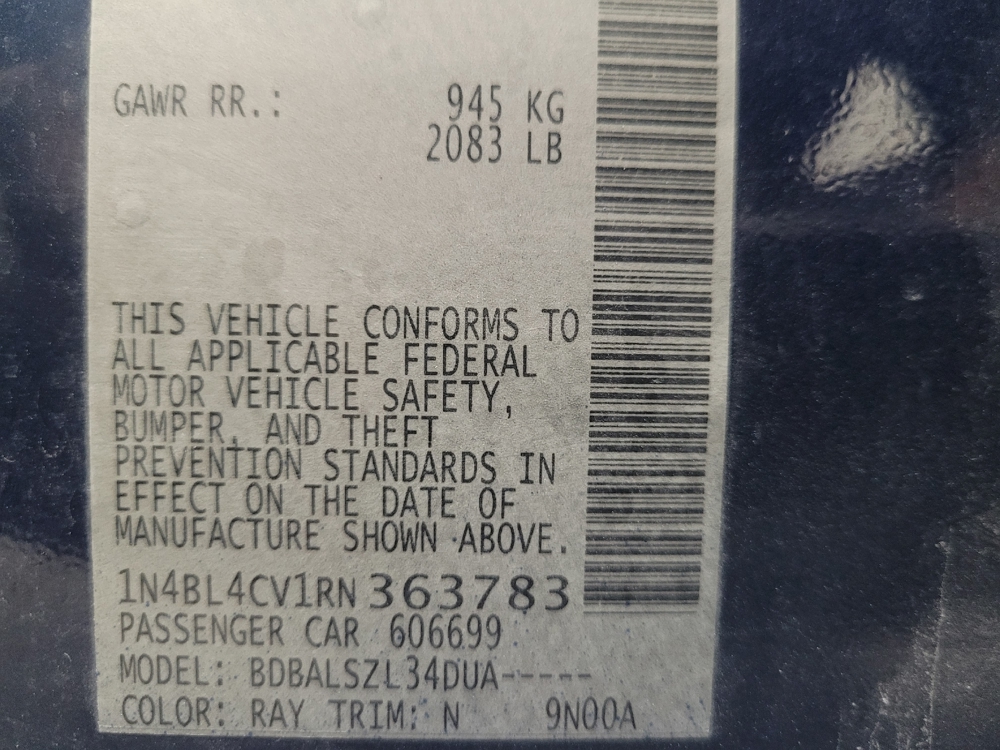 GAWR RR.: 945 KG
2083 LB
THIS VEHICLE CONFORMS TO
ALL APPLICABLE FEDERAL
MOTOR VEHICLE SAFETY,
BUMPER, AND THEFT
PREVENTION STANDARDS IN
EFFECT ON THE DATE OF
MANUFACTURE SHOWN ABOVE.
1N4BL4CV1RN363783
PASSENGER CAR 606699
MODEL: BDBALSZL34DUA-----
COLOR: RAY TRIM: N 9N00A